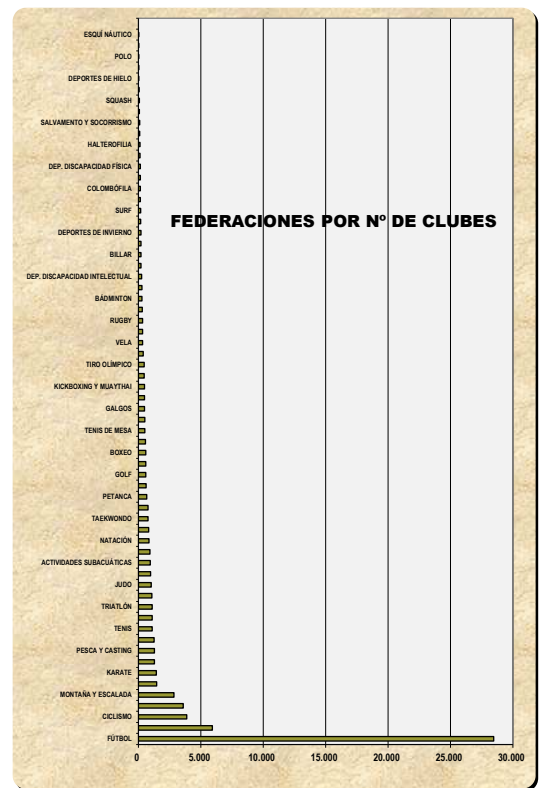 ESQUÍ NÁUTICO
POLO
DEPORTES DE HIELO
SQUASH
SALVAMENTO Y SOCORRISMO
HALTEROFILIA
DEP. DISCAPACIDAD FÍSICA
COLOMBÓFILA
SURF
FEDERACIONES POR Nº DE CLUBES
DEPORTES DE INVIERNO
BILLAR
DEP. DISCAPACIDAD INTELECTUAL
BÁDMINTON
RUGBY
VELA
TIRO OLÍMPICO
KICKBOXING Y MUAYTHAI
GALGOS
TENIS DE MESA
BOXEO
GOLF
PETANCA
TAEKWONDO
NATACIÓN
ACTIVIDADES SUBACUÁTICAS
JUDO
TRIATLÓN
TENIS
PESCA Y CASTING
KARATE
MONTAÑA Y ESCALADA
CICLISMO
FÚTBOL
0 5.000 10.000 15.000 20.000 25.000 30.000